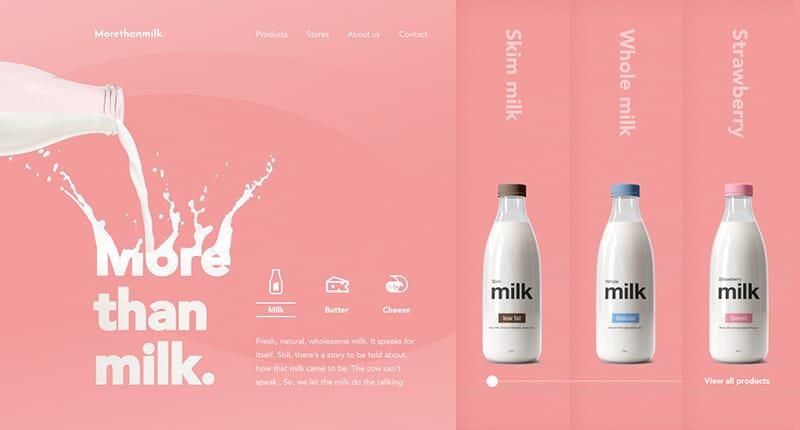 Morethanmilk.
Products
Stores
About us
Contact
More
than
milk.
Milk
Butter
Cheese
Fresh, natural, wholesome milk. It speaks for
itself. Still, there's a story to be told about
how that milk came to be. The cow can't
speak,. So, we let the milk do the tallking
Skim milk
Whole milk
Strawberry
Slim
milk
low fat
Whole
milk
Natural
Strawberry
milk
Sweet
View all products